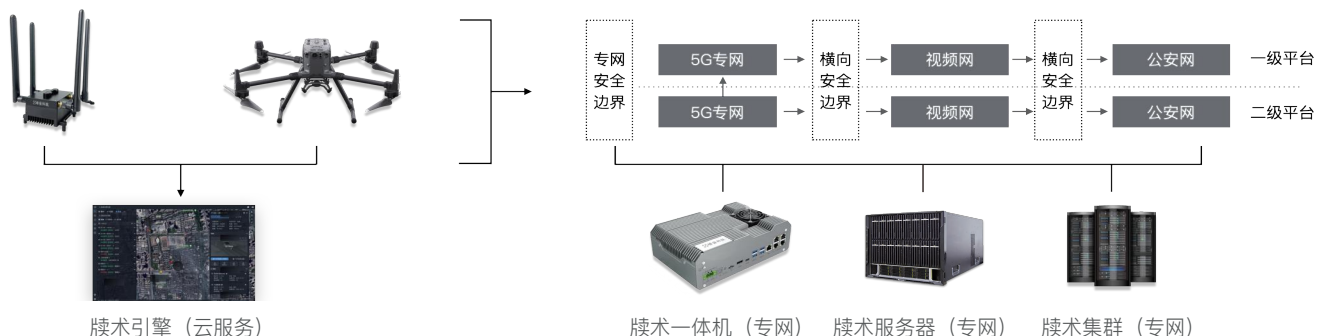 专网
安全
边界
5G专网
横向
安全
边界
视频网
横向
安全
边界
公安网
一级平台
5G专网
视频网
公安网
二级平台
牍术引擎（云服务）
牍术一体机（专网）
牍术服务器（专网）
牍术集群（专网）